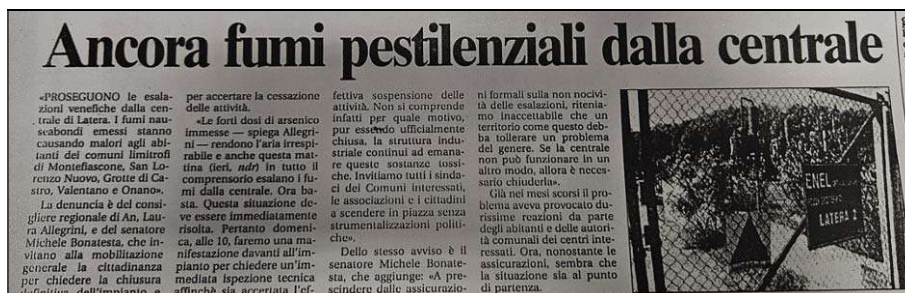 Ancora fumi pestilenziali dalla centrale
«PROSEGUONO le esala-
zioni venefiche dalla cen-
trale di Latera. I fumi nau-
seabondi emessi stanno
causando malori agli abi-
tanti dei comuni limitrofi
di Montefiascone, San Lo-
renzo Nuovo, Grotte di Ca-
stro, Valentano e Onano».
La denuncia è del consi-
gliere regionale di An, Lau-
ra Allegrini, e del senatore
Michele Bonatesta, che in-
vitano alla mobilitazione
generale la cittadinanza
per chiedere la chiusura
definitiva dell'impianto e
per accertare la cessazione
delle attività.
«Le forti dosi di arsenico
immesse — spiega Allegri-
ni — rendono l'aria irrespi-
rabile e anche questa mat-
tina (ieri, ndr) in tutto il
comprensorio esalano i fu-
mi dalla centrale. Ora ba-
sta. Questa situazione de-
ve essere immediatamente
risolta. Pertanto domeni-
ca, alle 10, faremo una ma-
nifestazione davanti all'im-
pianto per chiedere un'im-
mediata ispezione tecnica
affinché sia accertata l'ef-
fettiva sospensione delle
attività. Non si comprende
infatti per quale motivo,
pur essendo ufficialmente
chiusa, la struttura indu-
striale continui ad emana-
re queste sostanze tossi-
che. Invitiamo tutti i sinda-
ci dei Comuni interessati,
le associazioni e i cittadini
a scendere in piazza senza
strumentalizzazioni politi-
che».
Dello stesso avviso è il
senatore Michele Bonate-
sta, che aggiunge: «A pre-
scindere dalle assicurazio-
ni formali sulla non nocivi-
tà delle esalazioni, ritenia-
mo inaccettabile che un
territorio come questo deb-
ba tollerare un problema
del genere. Se la centrale
non può funzionare in un
altro modo, allora è neces-
sario chiuderla».
Già nei mesi scorsi il pro-
blema aveva provocato du-
rissime reazioni da parte
degli abitanti e delle autori-
tà comunali dei centri inte-
ressati. Ora, nonostante le
assicurazioni, sembra che
la situazione sia al punto
di partenza.
ENEL
LATERA 2